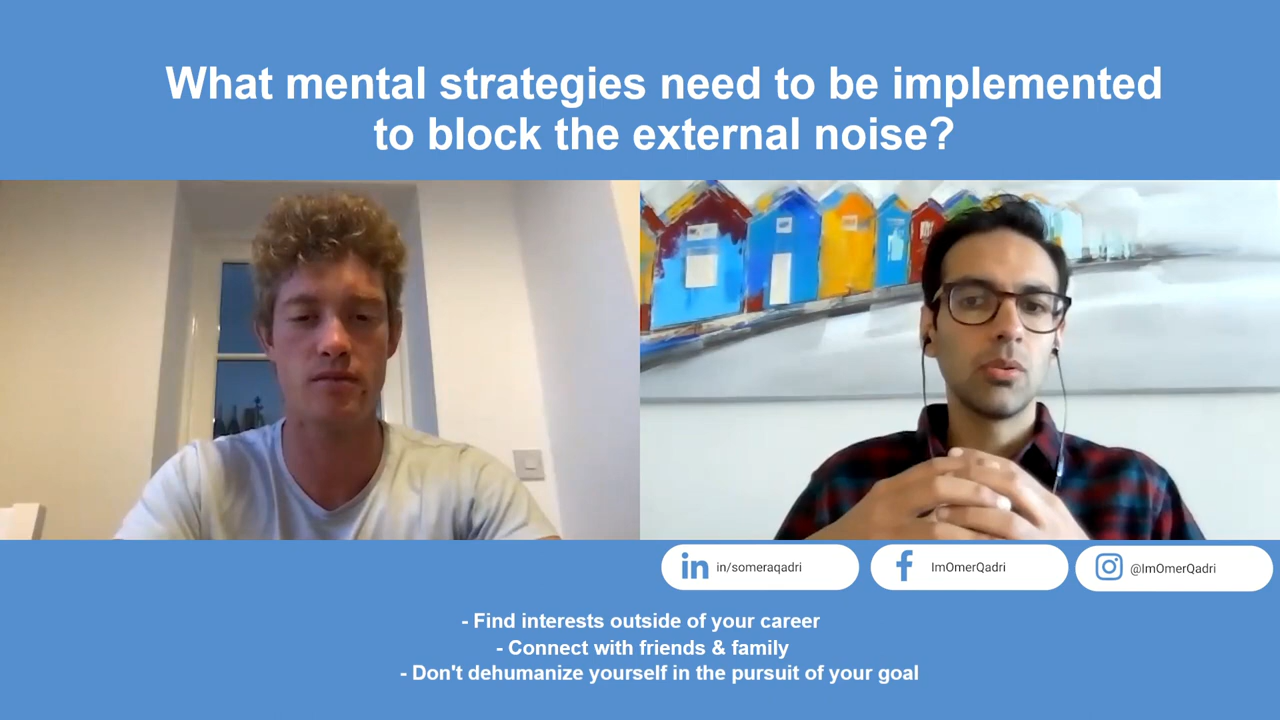 What mental strategies need to be implemented
to block the external noise?
in in/someraqadri
f ImOmerQadri
@ImOmerQadri
- Find interests outside of your career
- Connect with friends & family
- Don't dehumanize yourself in the pursuit of your goal